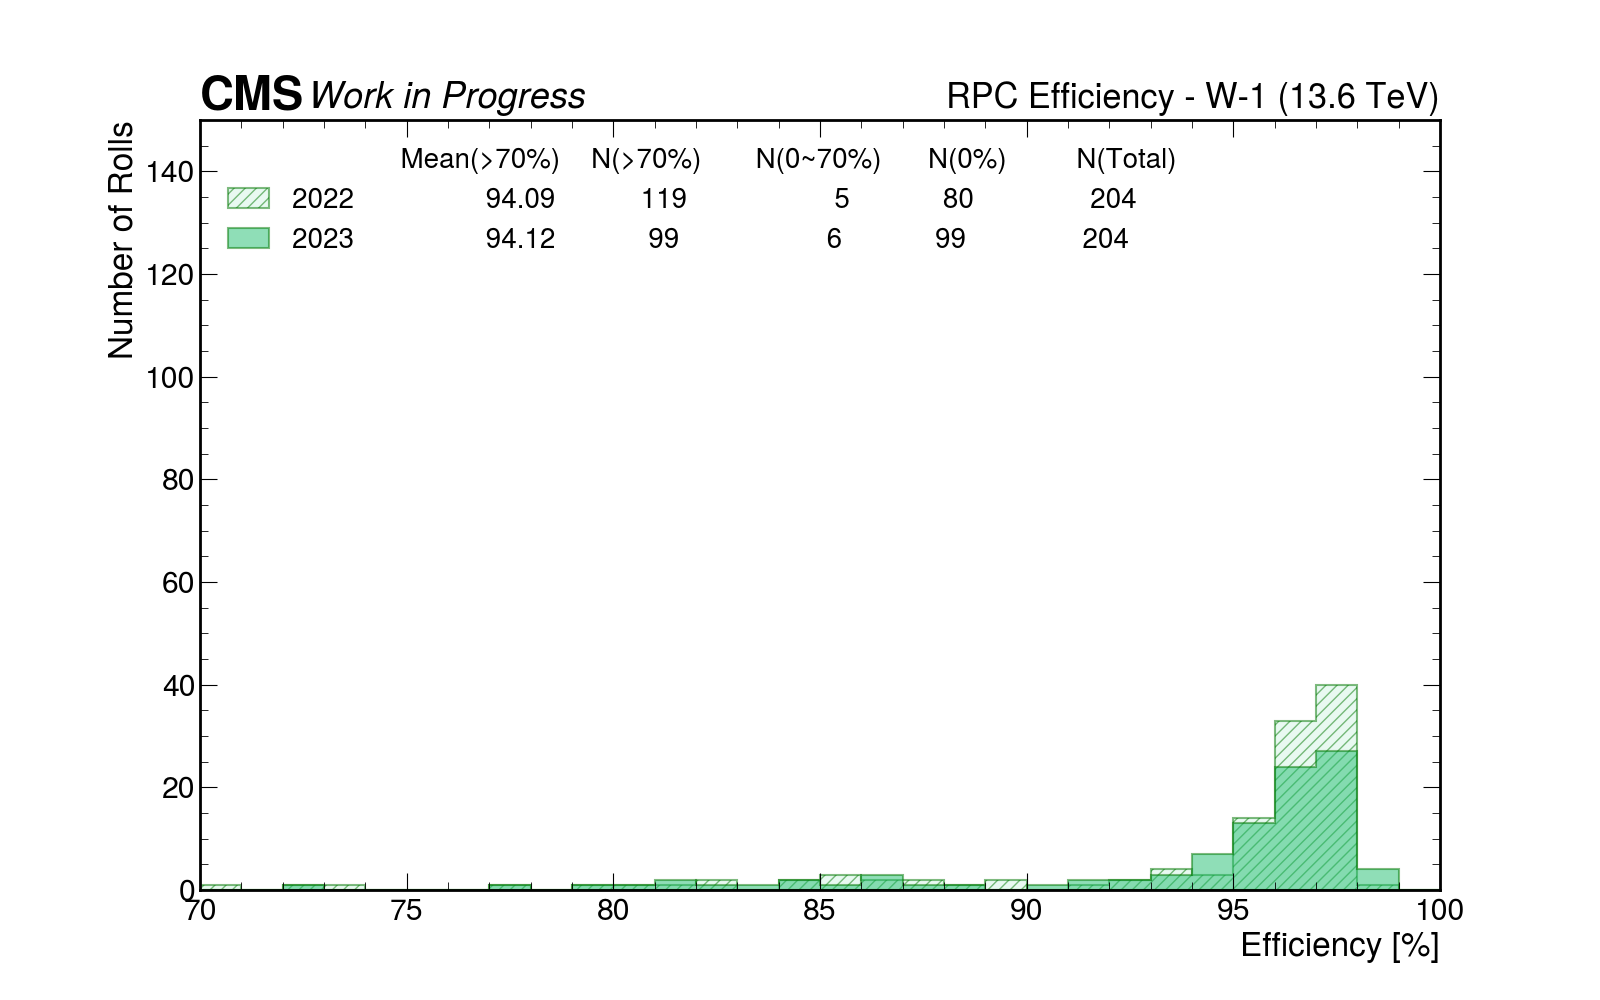 CMS Work in Progress
RPC Efficiency - W-1 (13.6 TeV)
Number of Rolls
Mean(>70%) N(>70%) N(0~70%) N(0%) N(Total)
2022 94.09 119 5 80 204
2023 94.12 99 6 99 204
140
120
100
80
60
40
20
0
70 75 80 85 90 95 100
Efficiency [%]